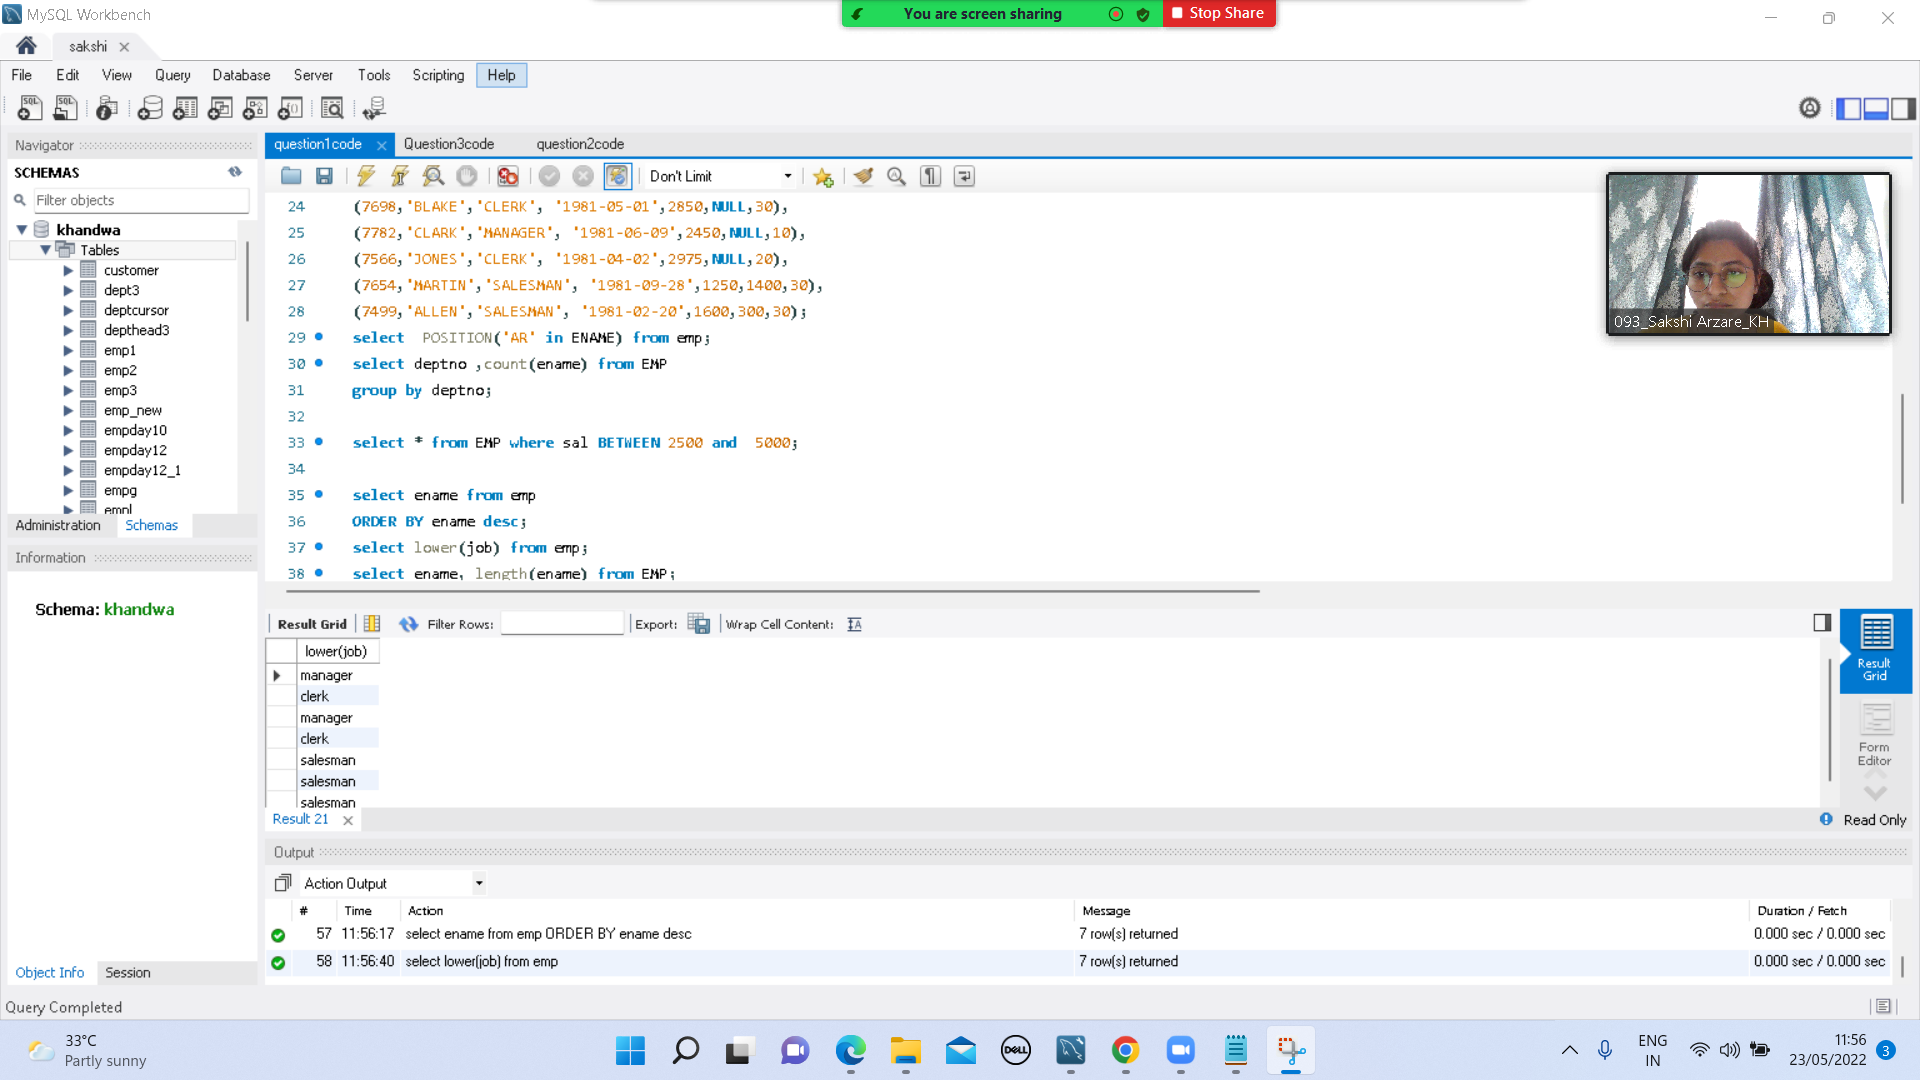 MySQL Workbench
You are screen sharing
Stop Share
sakshi
File Edit View Query Database Server Tools Scripting Help
Navigator
SCHEMAS
Filter objects
khandwa
Tables
customer
dept3
deptcursor
depthead3
emp1
emp2
emp3
emp_new
empday10
empday12
empday12_1
empg
empl
Administration Schemas
Information
Schema: khandwa
Object Info Session
Query Completed
question1code Question3code question2code
Don't Limit
24 (7698,'BLAKE','CLERK', '1981-05-01',2850,NULL,30),
25 (7782,'CLARK','MANAGER', '1981-06-09',2450,NULL,10),
26 (7566,'JONES','CLERK', '1981-04-02',2975,NULL,20),
27 (7654,'MARTIN','SALESMAN', '1981-09-28',1250,1400,30),
28 (7499,'ALLEN','SALESMAN', '1981-02-20',1600,300,30);
29 select POSITION('AR' in ENAME) from emp;
30 select deptno ,count(ename) from EMP
31 group by deptno;
32
33 select * from EMP where sal BETWEEN 2500 and 5000;
34
35 select ename from emp
36 ORDER BY ename desc;
37 select lower(job) from emp;
38 select ename, length(ename) from EMP;
093_Sakshi Arzare_KH
Result Grid Filter Rows: Export: Wrap Cell Content:
lower(job)
manager
clerk
manager
clerk
salesman
salesman
salesman
Result Grid
Form Editor
Result 21
Read Only
Output
Action Output
# Time Action Message Duration / Fetch
57 11:56:17 select ename from emp ORDER BY ename desc 7 row(s) returned 0.000 sec / 0.000 sec
58 11:56:40 select lower(job) from emp 7 row(s) returned 0.000 sec / 0.000 sec
33°C
Partly sunny
DELL
ENG
IN
11:56
23/05/2022
3